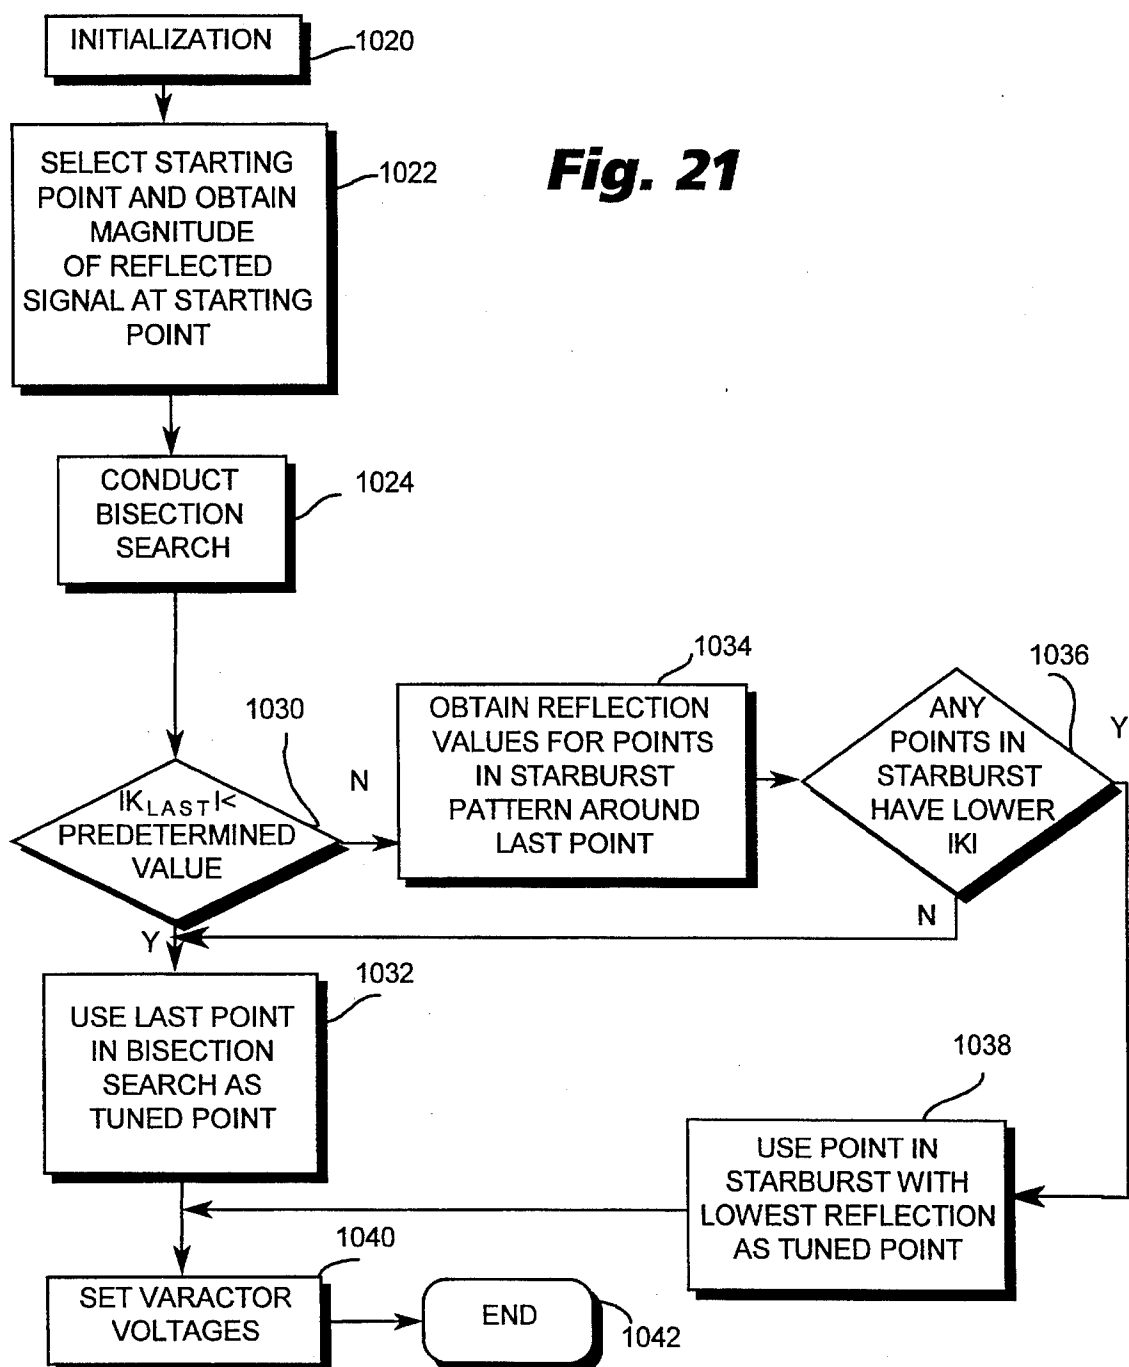 INITIALIZATION
1020
SELECT STARTING
POINT AND OBTAIN
MAGNITUDE
OF REFLECTED
SIGNAL AT STARTING
POINT
1022
Fig. 21
CONDUCT
BISECTION
SEARCH
1024
1030
|K LAST|<
PREDETERMINED
VALUE
N
Y
1034
OBTAIN REFLECTION
VALUES FOR POINTS
IN STARBURST
PATTERN AROUND
LAST POINT
1036
ANY
POINTS IN
STARBURST
HAVE LOWER
|K|
Y
N
1032
USE LAST POINT
IN BISECTION
SEARCH AS
TUNED POINT
1038
USE POINT IN
STARBURST WITH
LOWEST REFLECTION
AS TUNED POINT
1040
SET VARACTOR
VOLTAGES
END
1042